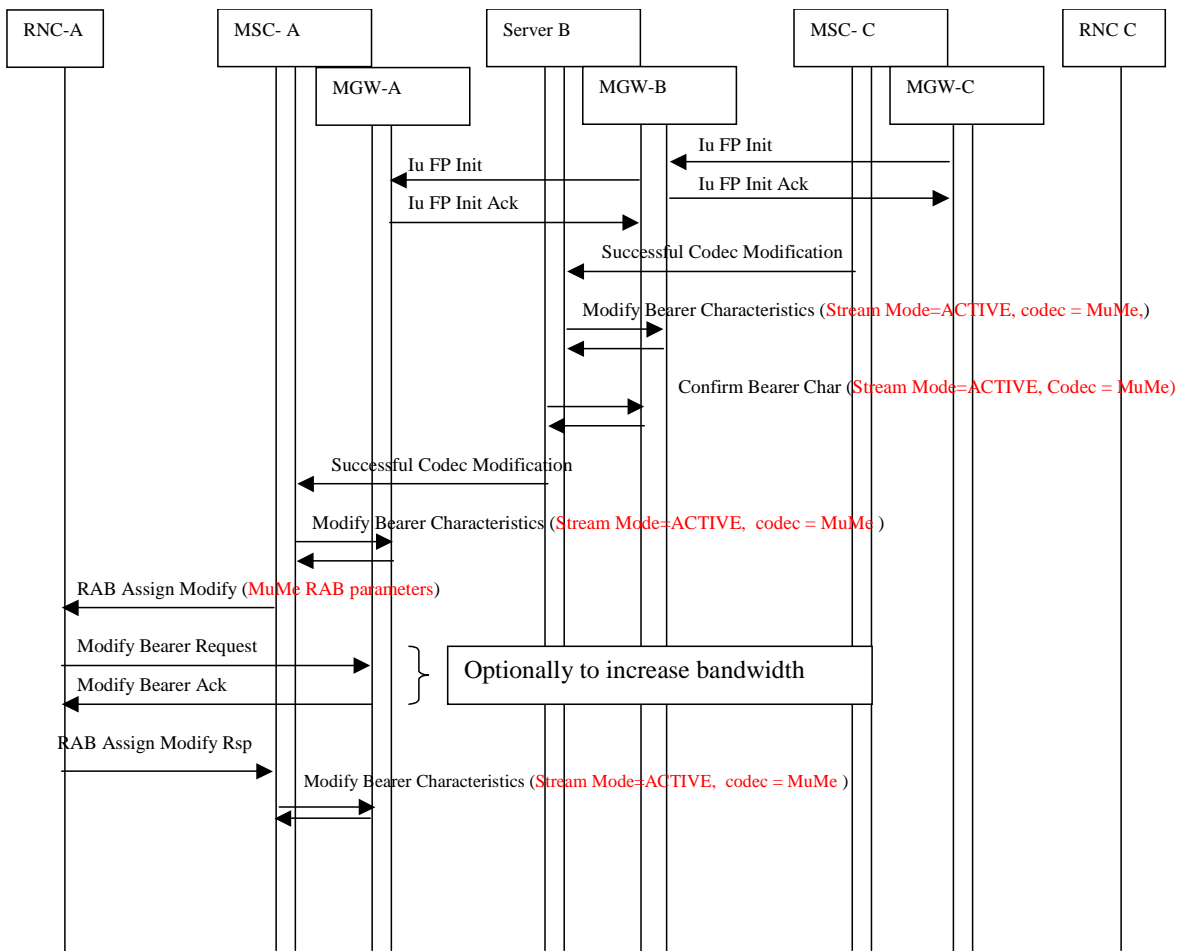 RNC-A
MSC- A
Server B
MSC- C
RNC C
MGW-A
MGW-B
MGW-C
Iu FP Init
Iu FP Init
Iu FP Init Ack
Iu FP Init Ack
Successful Codec Modification
Modify Bearer Characteristics (Stream Mode=ACTIVE, codec = MuMe,)
Confirm Bearer Char (Stream Mode=ACTIVE, Codec = MuMe)
Successful Codec Modification
Modify Bearer Characteristics (Stream Mode=ACTIVE, codec = MuMe )
RAB Assign Modify (MuMe RAB parameters)
Modify Bearer Request
Optionally to increase bandwidth
Modify Bearer Ack
RAB Assign Modify Rsp
Modify Bearer Characteristics (Stream Mode=ACTIVE, codec = MuMe )